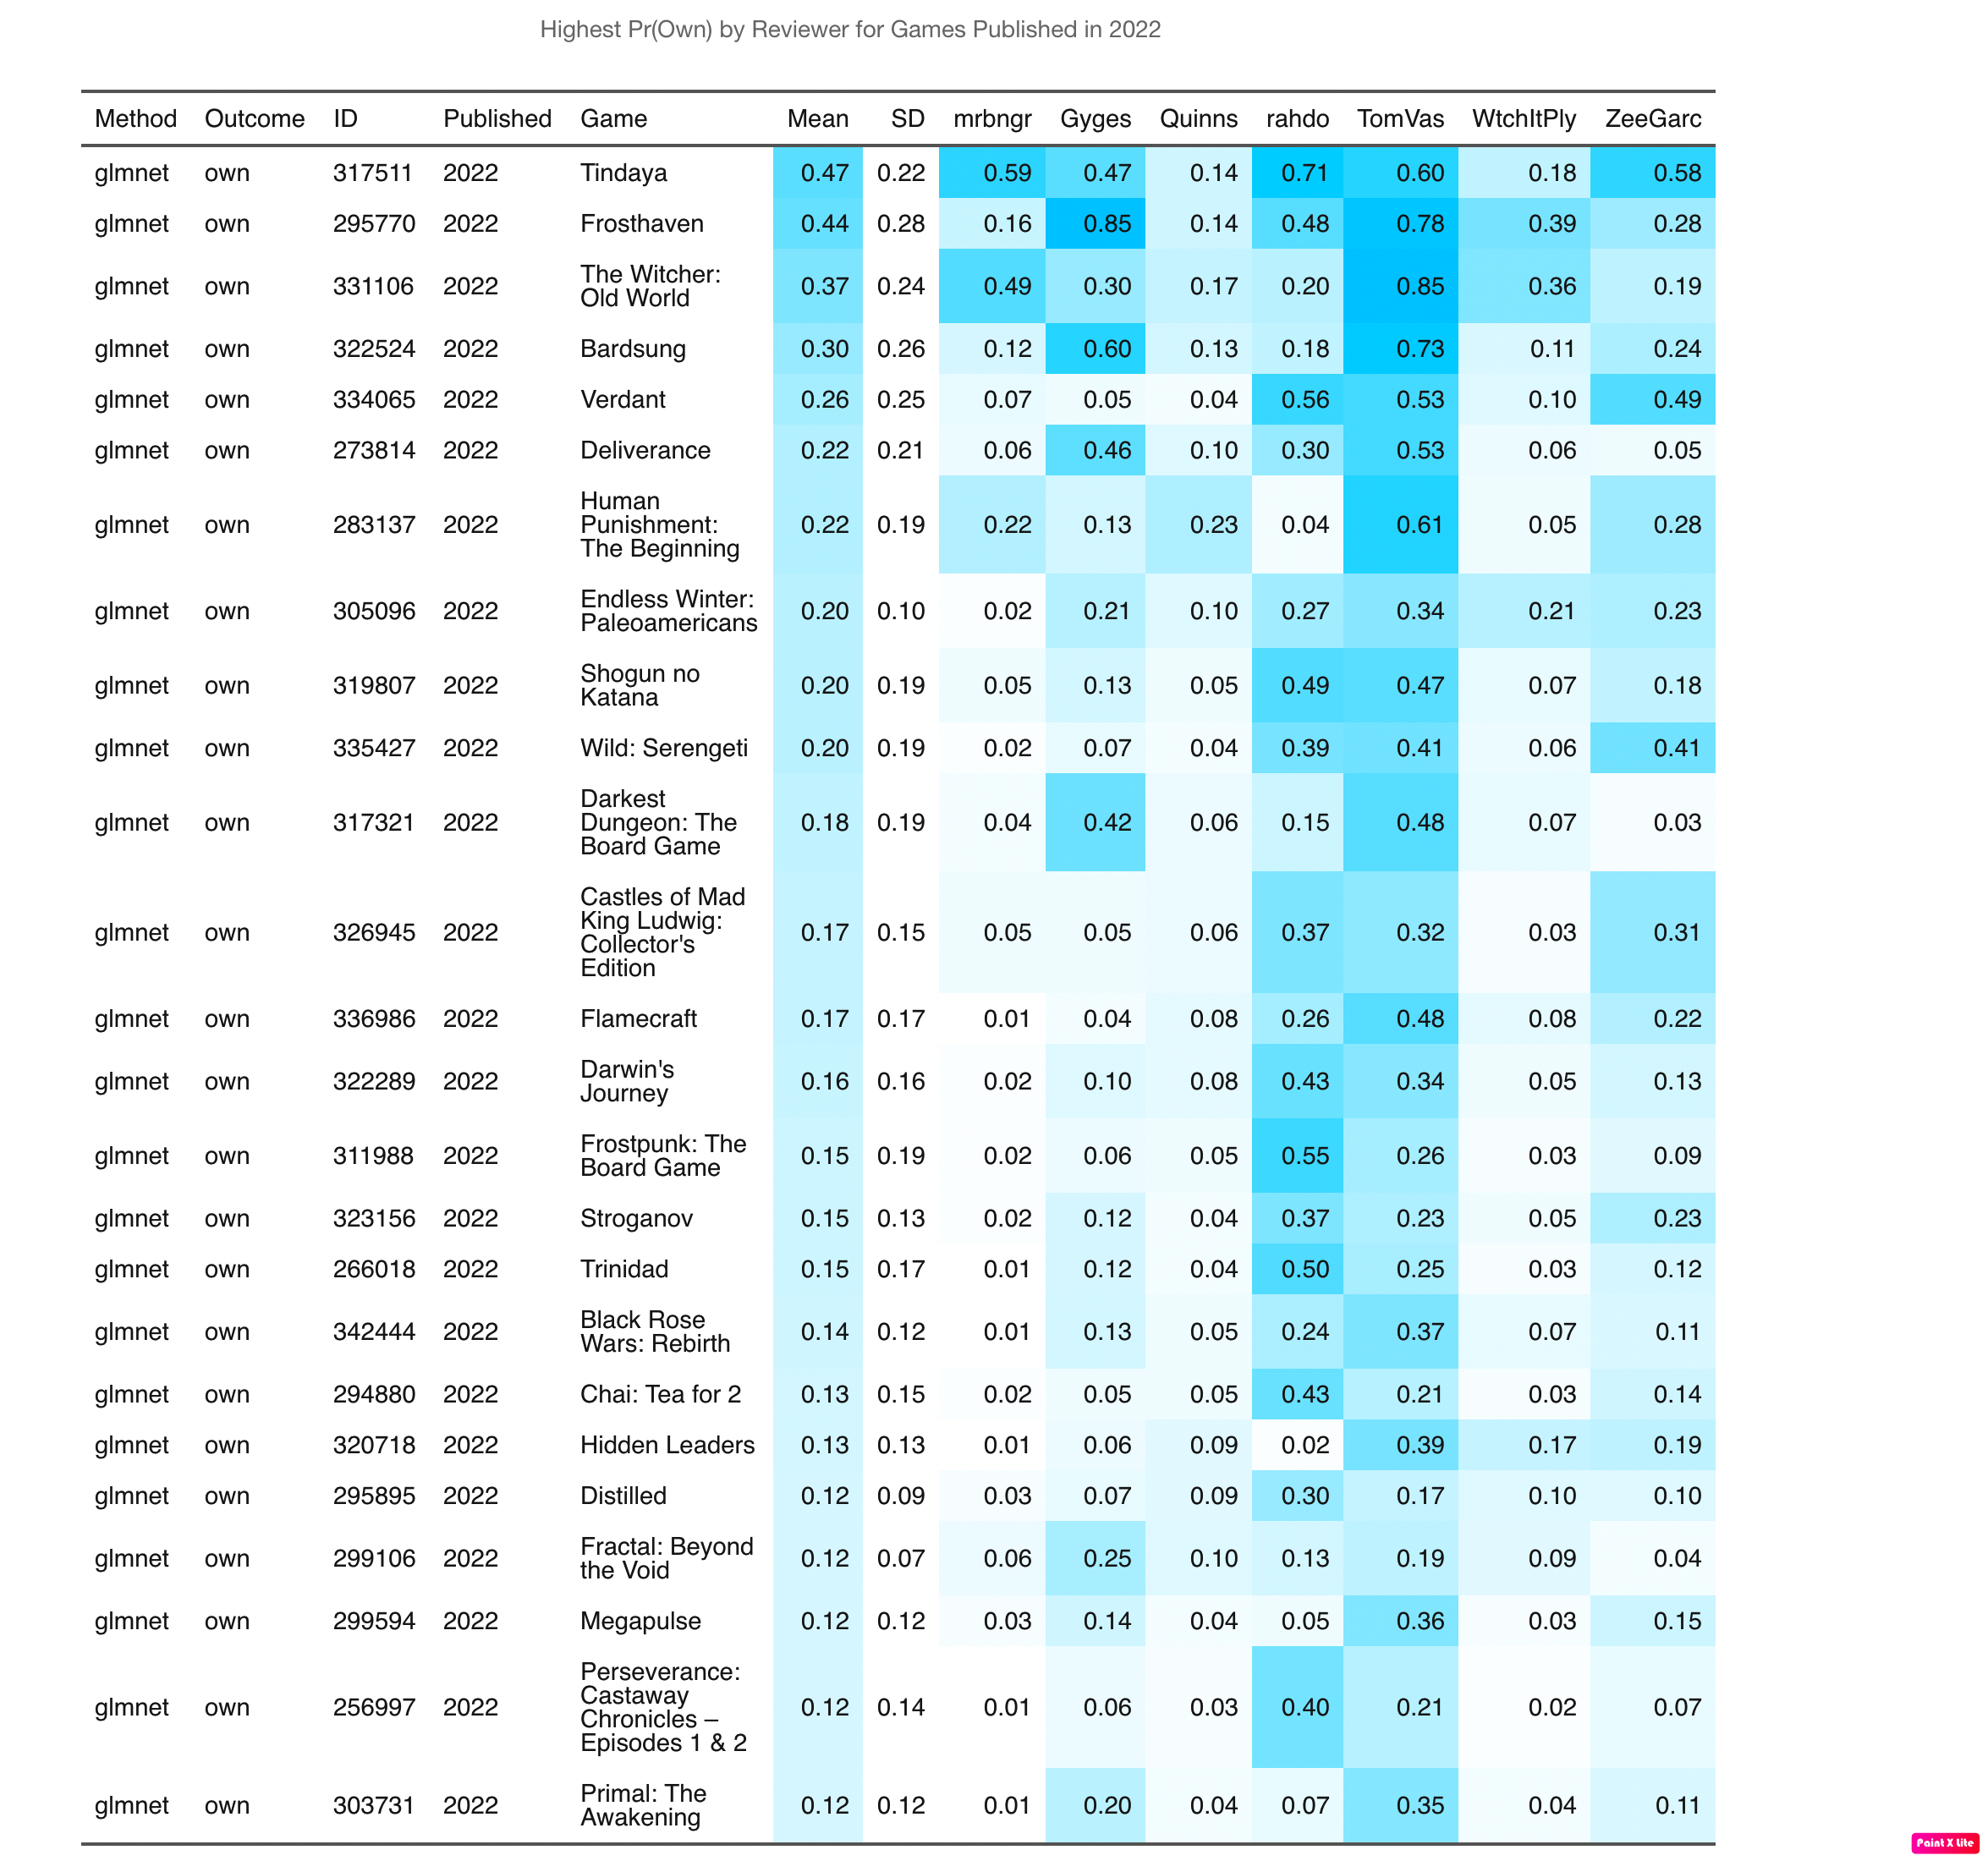 Highest Pr(Own) by Reviewer for Games Published in 2022
Method Outcome ID Published Game Mean SD mrbngr Gyges Quinns rahdo TomVas WtchItPly ZeeGarc
glmnet own 317511 2022 Tindaya 0.47 0.22 0.59 0.47 0.14 0.71 0.60 0.18 0.58
glmnet own 295770 2022 Frosthaven 0.44 0.28 0.16 0.85 0.14 0.48 0.78 0.39 0.28
The Witcher:
glmnet own 331106 2022 Old World 0.37 0.24 0.49 0.30 0.17 0.20 0.85 0.36 0.19
glmnet own 322524 2022 Bardsung 0.30 0.26 0.12 0.60 0.13 0.18 0.73 0.11 0.24
glmnet own 334065 2022 Verdant 0.26 0.25 0.07 0.05 0.04 0.56 0.53 0.10 0.49
glmnet own 273814 2022 Deliverance 0.22 0.21 0.06 0.46 0.10 0.30 0.53 0.06 0.05
Human
glmnet own 283137 2022 Punishment: 0.22 0.19 0.22 0.13 0.23 0.04 0.61 0.05 0.28
The Beginning
Endless Winter:
glmnet own 305096 2022 Paleoamericans 0.20 0.10 0.02 0.21 0.10 0.27 0.34 0.21 0.23
Shogun no
glmnet own 319807 2022 Katana 0.20 0.19 0.05 0.13 0.05 0.49 0.47 0.07 0.18
glmnet own 335427 2022 Wild: Serengeti 0.20 0.19 0.02 0.07 0.04 0.39 0.41 0.06 0.41
Darkest
glmnet own 317321 2022 Dungeon: The 0.18 0.19 0.04 0.42 0.06 0.15 0.48 0.07 0.03
Board Game
Castles of Mad
King Ludwig:
glmnet own 326945 2022 Collector's 0.17 0.15 0.05 0.05 0.06 0.37 0.32 0.03 0.31
Edition
glmnet own 336986 2022 Flamecraft 0.17 0.17 0.01 0.04 0.08 0.26 0.48 0.08 0.22
Darwin's
glmnet own 322289 2022 Journey 0.16 0.16 0.02 0.10 0.08 0.43 0.34 0.05 0.13
Frostpunk: The
glmnet own 311988 2022 Board Game 0.15 0.19 0.02 0.06 0.05 0.55 0.26 0.03 0.09
glmnet own 323156 2022 Stroganov 0.15 0.13 0.02 0.12 0.04 0.37 0.23 0.05 0.23
glmnet own 266018 2022 Trinidad 0.15 0.17 0.01 0.12 0.04 0.50 0.25 0.03 0.12
Black Rose
glmnet own 342444 2022 Wars: Rebirth 0.14 0.12 0.01 0.13 0.05 0.24 0.37 0.07 0.11
glmnet own 294880 2022 Chai: Tea for 2 0.13 0.15 0.02 0.05 0.05 0.43 0.21 0.03 0.14
glmnet own 320718 2022 Hidden Leaders 0.13 0.13 0.01 0.06 0.09 0.02 0.39 0.17 0.19
glmnet own 295895 2022 Distilled 0.12 0.09 0.03 0.07 0.09 0.30 0.17 0.10 0.10
Fractal: Beyond
glmnet own 299106 2022 the Void 0.12 0.07 0.06 0.25 0.10 0.13 0.19 0.09 0.04
glmnet own 299594 2022 Megapulse 0.12 0.12 0.03 0.14 0.04 0.05 0.36 0.03 0.15
Perseverance:
Castaway
glmnet own 256997 2022 Chronicles – 0.12 0.14 0.01 0.06 0.03 0.40 0.21 0.02 0.07
Episodes 1 & 2
Primal: The
glmnet own 303731 2022 Awakening 0.12 0.12 0.01 0.20 0.04 0.07 0.35 0.04 0.11
Paint X lite